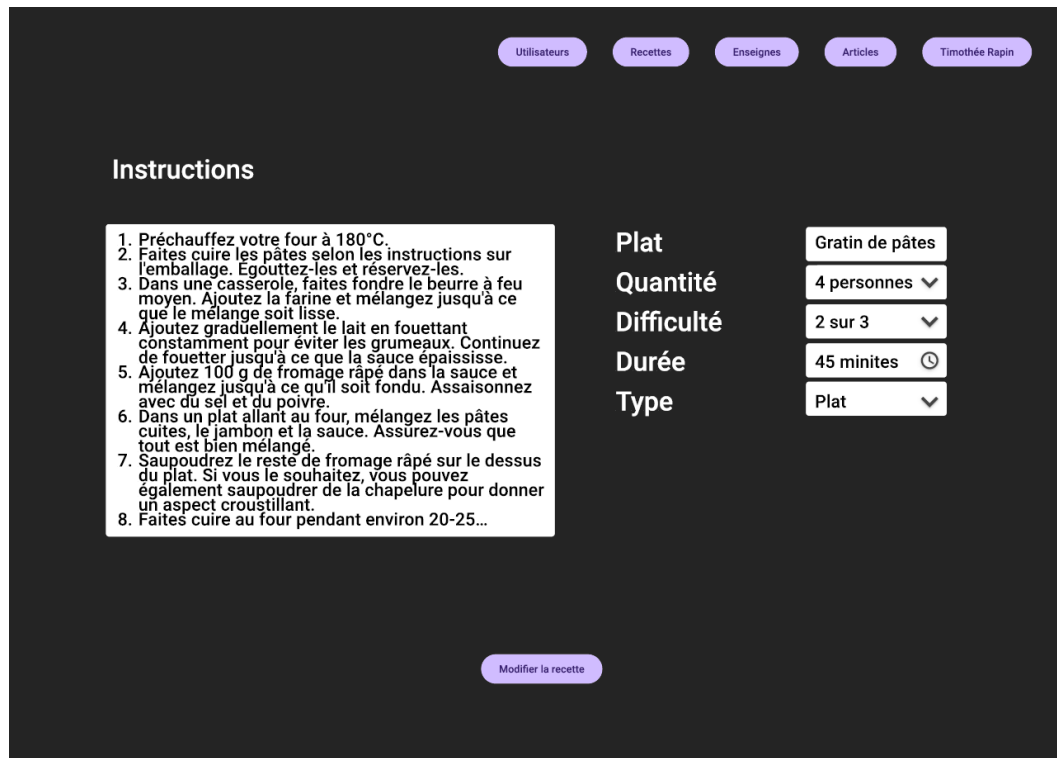 Utilisateurs
Recettes
Enseignes
Articles
Timothée Rapin
Instructions
1. Préchauffez votre four à 180°C.
2. Faites cuire les pâtes selon les instructions sur
l'emballage. Égouttez-les et réservez-les.
3. Dans une casserole, faites fondre le beurre à feu
moyen. Ajoutez la farine et mélangez jusqu'à ce
que le mélange soit lisse.
4. Ajoutez graduellement le lait en fouettant
constamment pour éviter les grumeaux. Continuez
de fouetter jusqu'à ce que la sauce épaississe.
5. Ajoutez 100 g de fromage râpé dans la sauce et
mélangez jusqu'à ce qu'il soit fondu. Assaisonnez
avec du sel et du poivre.
6. Dans un plat allant au four, mélangez les pâtes
cuites, le jambon et la sauce. Assurez-vous que
tout est bien mélangé.
7. Saupoudrez le reste de fromage râpé sur le dessus
du plat. Si vous le souhaitez, vous pouvez
également saupoudrer de la chapelure pour donner
un aspect croustillant.
8. Faites cuire au four pendant environ 20-25...
Plat
Gratin de pâtes
Quantité
4 personnes
Difficulté
2 sur 3
Durée
45 minites
Type
Plat
Modifier la recette